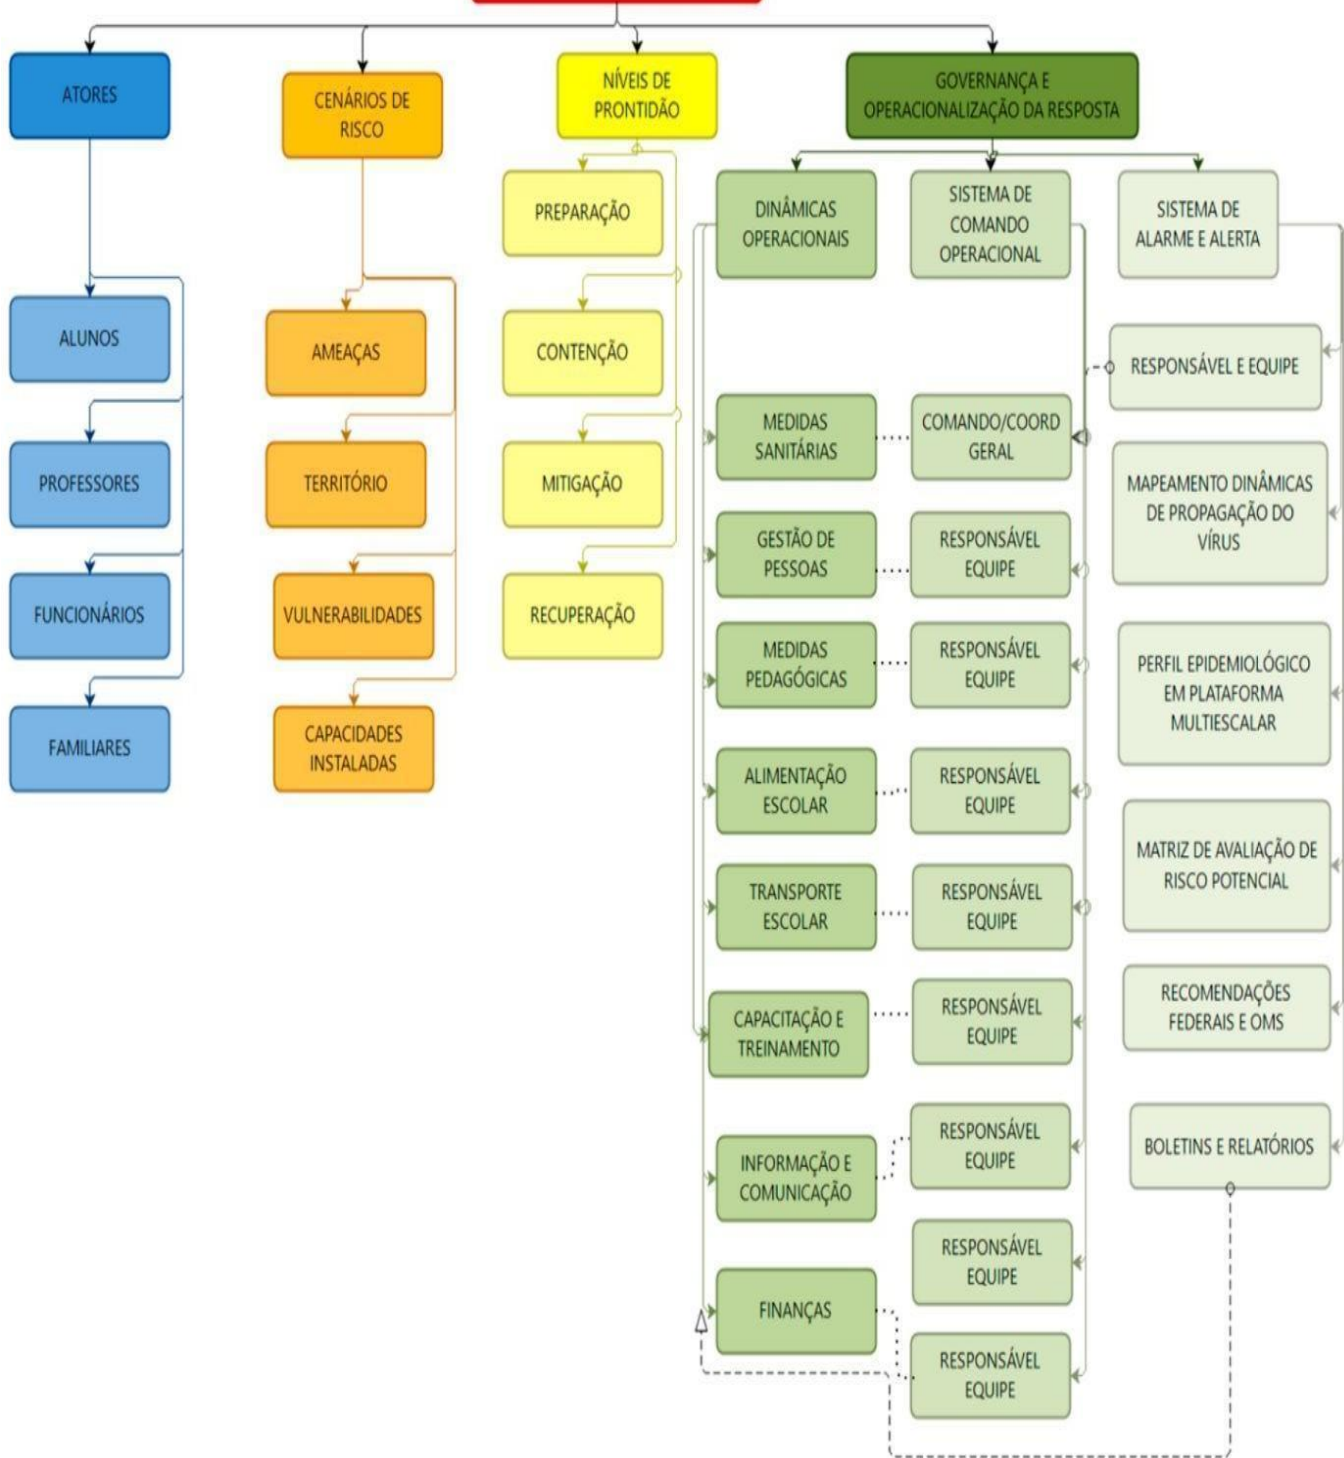 ATORES
CENÁRIOS DE
RISCO
NÍVEIS DE
PRONTIDÃO
GOVERNANÇA E
OPERACIONALIZAÇÃO DA RESPOSTA
ALUNOS
PROFESSORES
FUNCIONÁRIOS
FAMILIARES
AMEAÇAS
TERRITÓRIO
VULNERABILIDADES
CAPACIDADES
INSTALADAS
PREPARAÇÃO
CONTENÇÃO
MITIGAÇÃO
RECUPERAÇÃO
DINÂMICAS
OPERACIONAIS
MEDIDAS
SANITÁRIAS
GESTÃO DE
PESSOAS
MEDIDAS
PEDAGÓGICAS
ALIMENTAÇÃO
ESCOLAR
TRANSPORTE
ESCOLAR
CAPACITAÇÃO E
TREINAMENTO
INFORMAÇÃO E
COMUNICAÇÃO
FINANÇAS
SISTEMA DE
COMANDO
OPERACIONAL
COMANDO/COORD
GERAL
RESPONSÁVEL
EQUIPE
RESPONSÁVEL
EQUIPE
RESPONSÁVEL
EQUIPE
RESPONSÁVEL
EQUIPE
RESPONSÁVEL
EQUIPE
RESPONSÁVEL
EQUIPE
RESPONSÁVEL
EQUIPE
RESPONSÁVEL
EQUIPE
SISTEMA DE
ALARME E ALERTA
RESPONSÁVEL E EQUIPE
MAPEAMENTO DINÂMICAS
DE PROPAGAÇÃO DO
VÍRUS
PERFIL EPIDEMIOLÓGICO
EM PLATAFORMA
MULTIESCALAR
MATRIZ DE AVALIAÇÃO DE
RISCO POTENCIAL
RECOMENDAÇÕES
FEDERAIS E OMS
BOLETINS E RELATÓRIOS